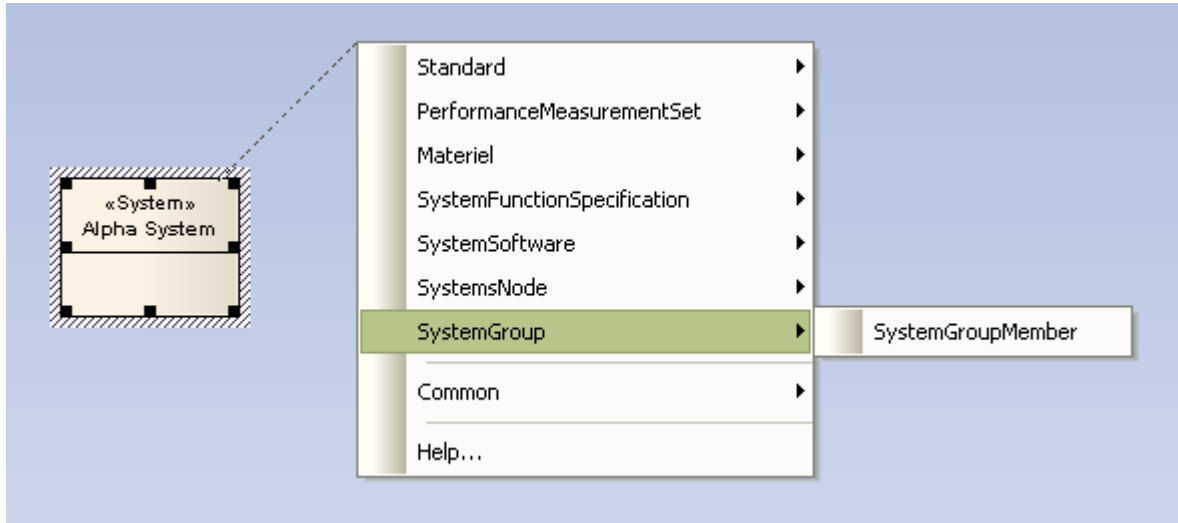 «System»
Alpha System
Standard
PerformanceMeasurementSet
Materiel
SystemFunctionSpecification
SystemSoftware
SystemsNode
SystemGroup
SystemGroupMember
Common
Help...